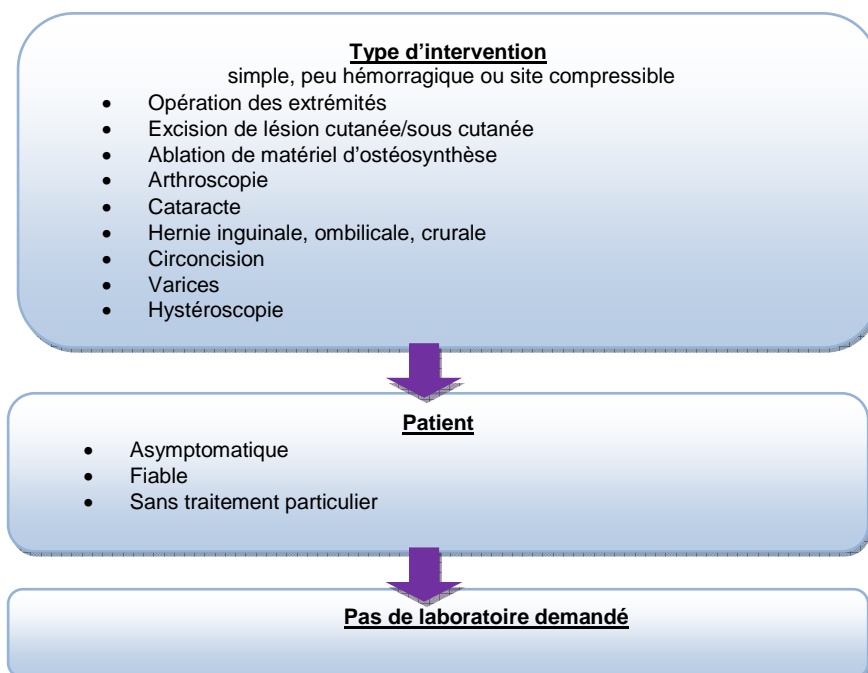 Type d'intervention
simple, peu hémorragique ou site compressible
• Opération des extrémités
• Excision de lésion cutanée/sous cutanée
• Ablation de matériel d'ostéosynthèse
• Arthroscopie
• Cataracte
• Hernie inguinale, ombilicale, crurale
• Circoncision
• Varices
• Hystéroscopie
Patient
• Asymptomatique
• Fiable
• Sans traitement particulier
Pas de laboratoire demandé